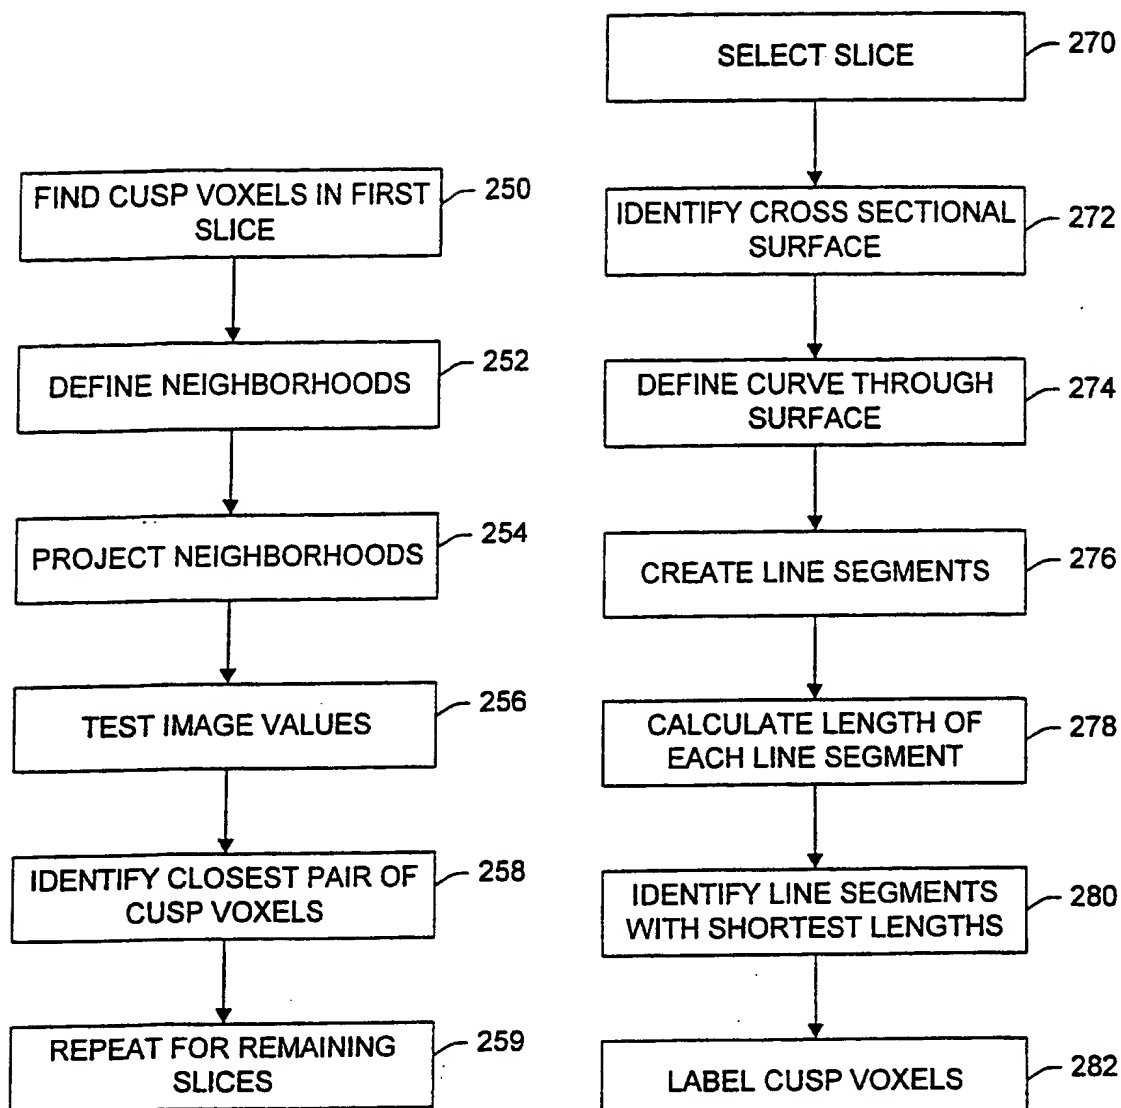 FIND CUSP VOXELS IN FIRST
SLICE
250
DEFINE NEIGHBORHOODS
252
PROJECT NEIGHBORHOODS
254
TEST IMAGE VALUES
256
IDENTIFY CLOSEST PAIR OF
CUSP VOXELS
258
REPEAT FOR REMAINING
SLICES
259
SELECT SLICE
270
IDENTIFY CROSS SECTIONAL
SURFACE
272
DEFINE CURVE THROUGH
SURFACE
274
CREATE LINE SEGMENTS
276
CALCULATE LENGTH OF
EACH LINE SEGMENT
278
IDENTIFY LINE SEGMENTS
WITH SHORTEST LENGTHS
280
LABEL CUSP VOXELS
282